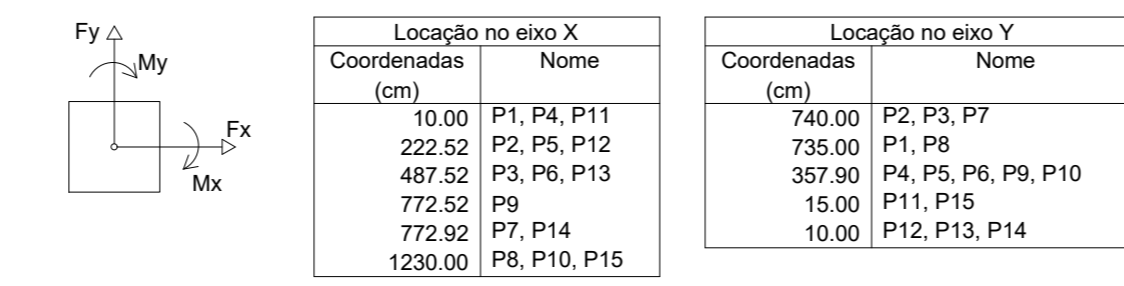 Fy
My
Fx
Mx
Locação no eixo X
Coordenadas Nome
(cm)
10.00 P1, P4, P11
222.52 P2, P5, P12
487.52 P3, P6, P13
772.52 P9
772.92 P7, P14
1230.00 P8, P10, P15
Locação no eixo Y
Coordenadas Nome
(cm)
740.00 P2, P3, P7
735.00 P1, P8
357.90 P4, P5, P6, P9, P10
15.00 P11, P15
10.00 P12, P13, P14